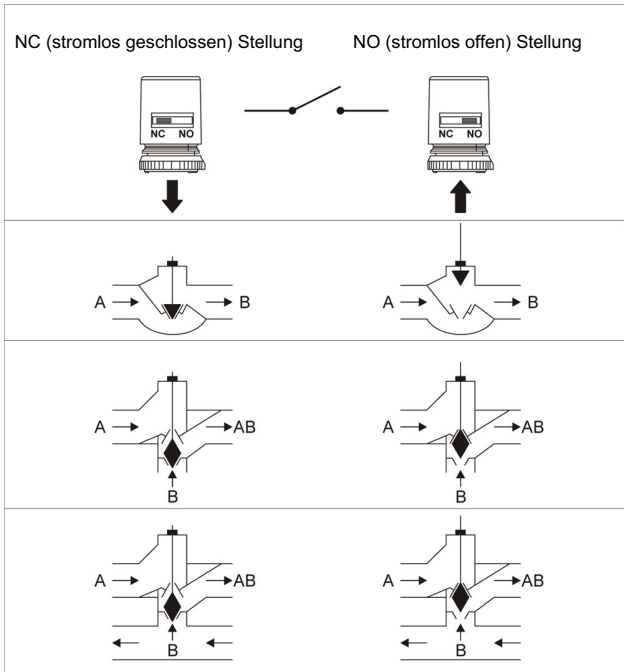 NC (stromlos geschlossen) Stellung NO (stromlos offen) Stellung
NC NO NC NO
A B A B
A AB A AB
B B
A AB A AB
B B